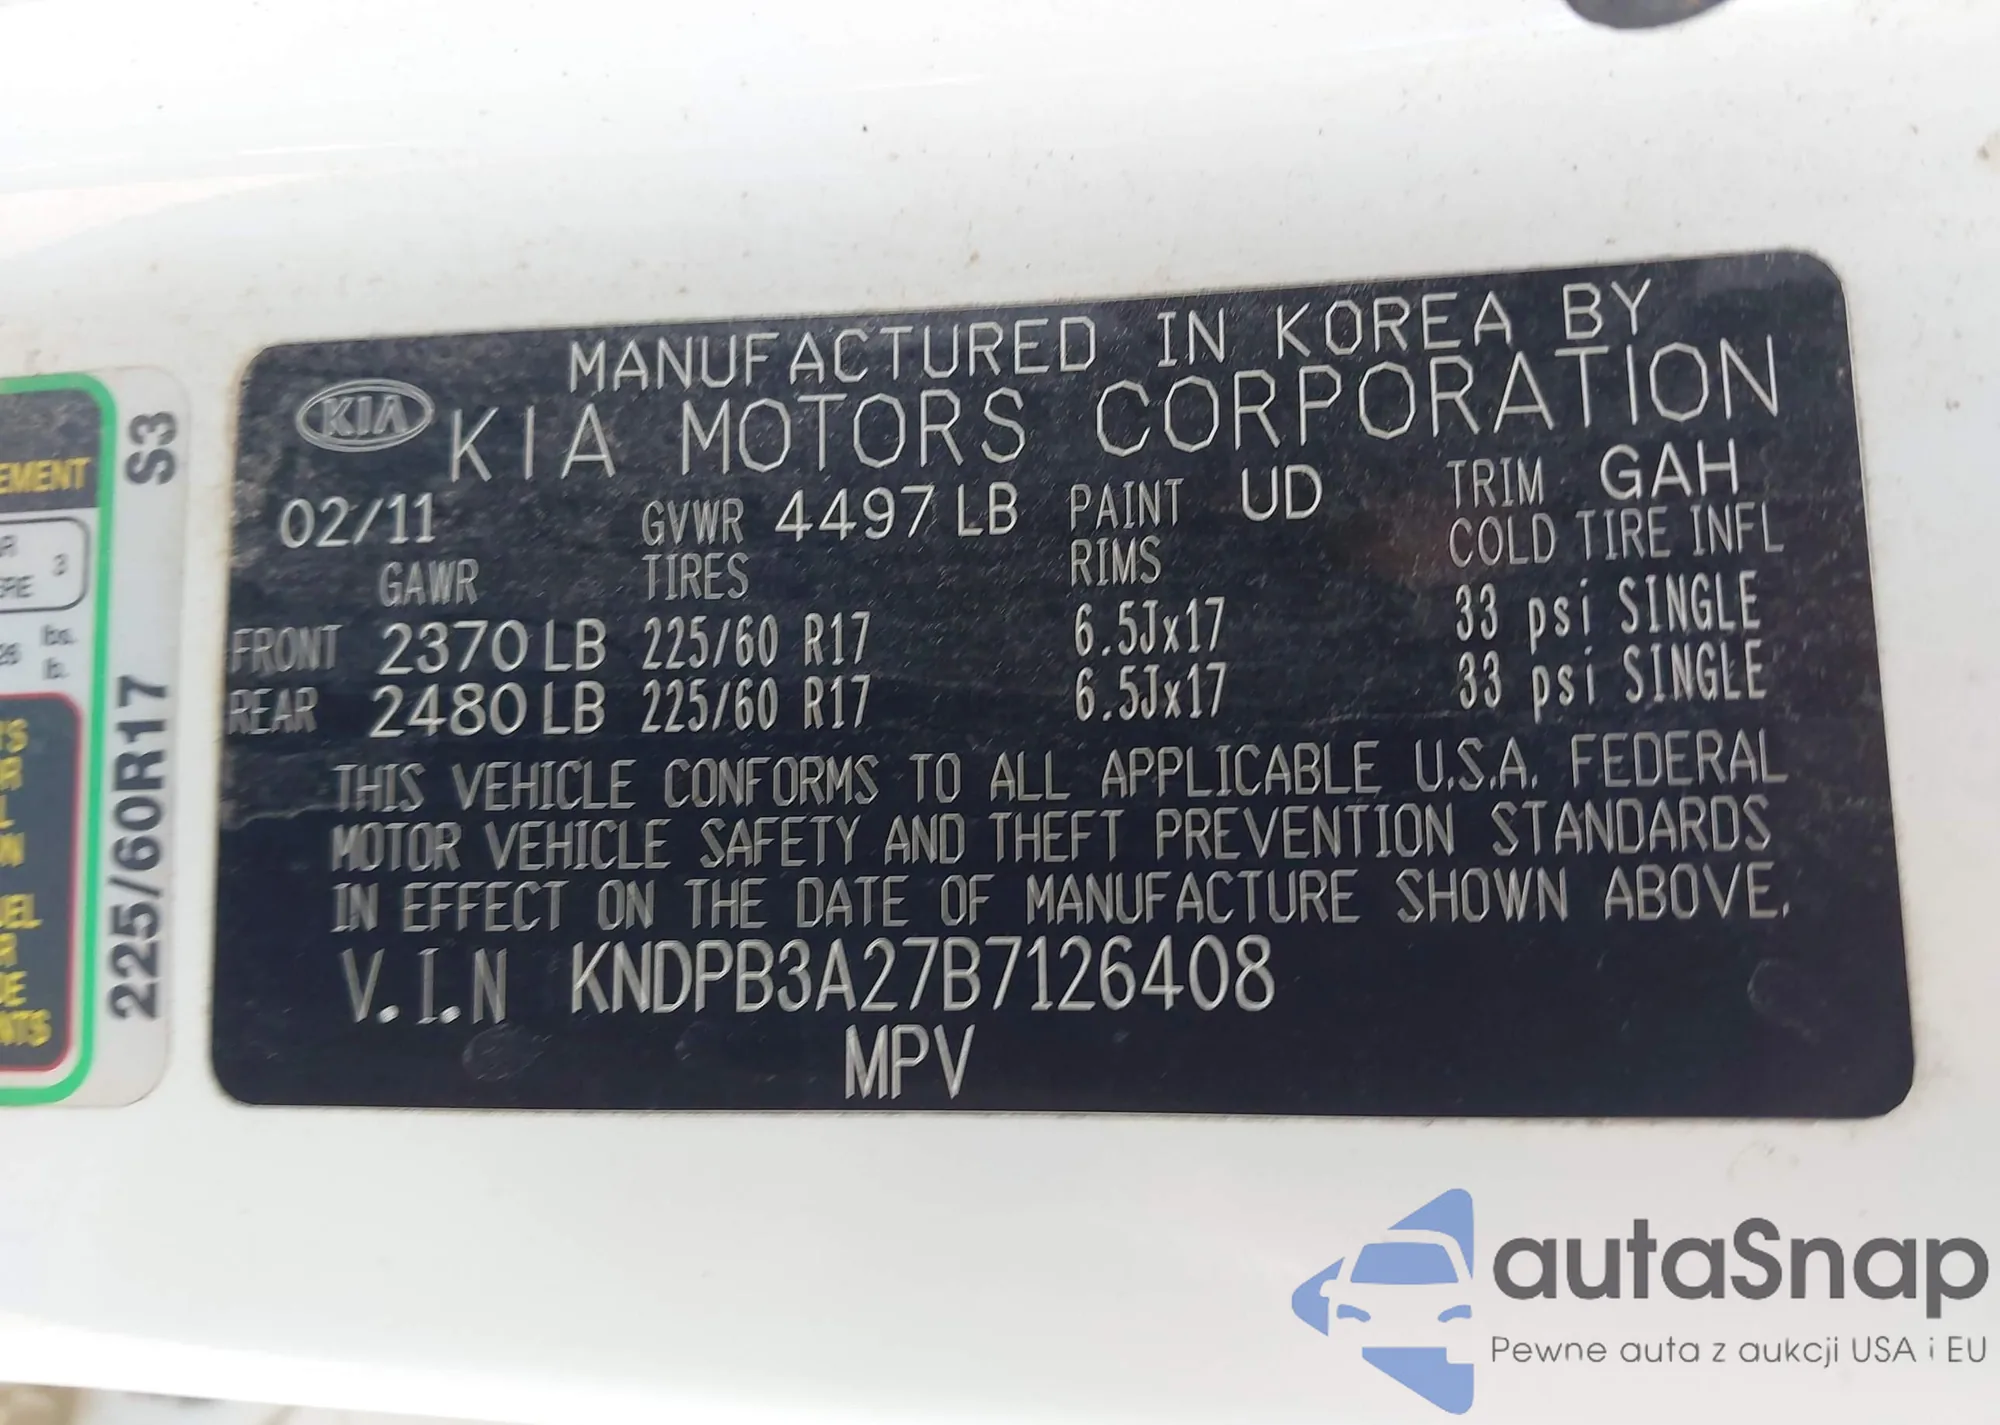 MANUFACTURED IN KOREA BY
KIA KIA MOTORS CORPORATION
02/11 GVWR 4497 LB PAINT UD TRIM GAH
GAWR TIRES RIMS COLD TIRE INFL
FRONT 2370 LB 225/60 R17 6.5Jx17 33 psi SINGLE
REAR 2480 LB 225/60 R17 6.5Jx17 33 psi SINGLE
THIS VEHICLE CONFORMS TO ALL APPLICABLE U.S.A. FEDERAL
MOTOR VEHICLE SAFETY AND THEFT PREVENTION STANDARDS
IN EFFECT ON THE DATE OF MANUFACTURE SHOWN ABOVE.
V.I.N KNDPB3A27B7126408
MPV
225/60R17 S3
3
lbs.
lb.
autaSnap
Pewne auta z aukcji USA i EU